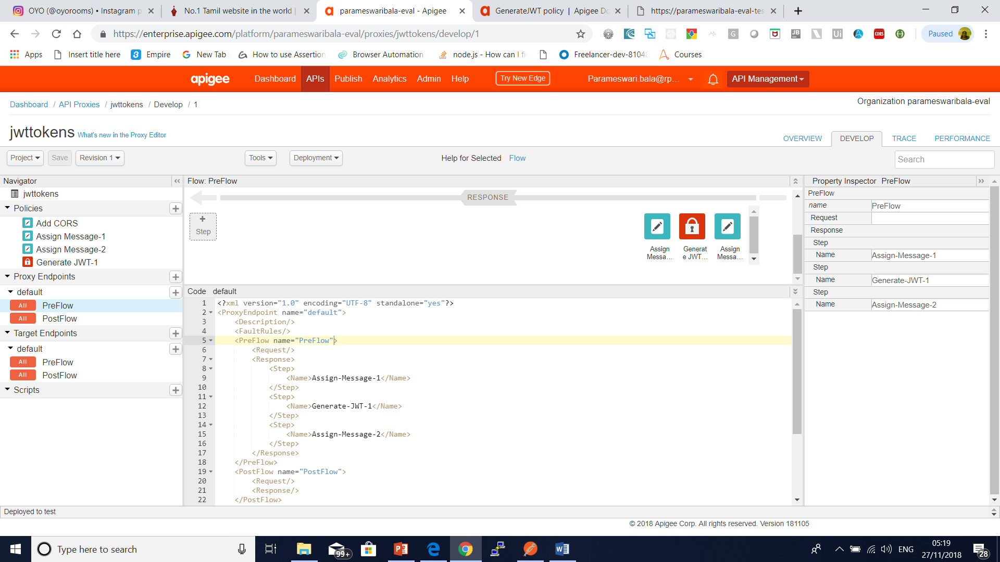 OYO (@oyorooms) • Instagram p
No.1 Tamil website in the world |
parameswaribala-eval - Apigee
GenerateJWT policy | Apigee Do
https://parameswaribala-eval-tes
https://enterprise.apigee.com/platform/parameswaribala-eval/proxies/jwttokens/develop/1
Paused
Apps
Insert title here
Empire
New Tab
How to use Assertion
Browser Automation
node.js - How can I fi
Freelancer-dev-81048
Courses
apigee
Dashboard
APIs
Publish
Analytics
Admin
Help
Try New Edge
Parameswari.bala@rp...
API Management
Dashboard / API Proxies / jwttokens / Develop / 1
Organization parameswaribala-eval
jwttokens What's new in the Proxy Editor
OVERVIEW
DEVELOP
TRACE
PERFORMANCE
Project
Save
Revision 1
Tools
Deployment
Help for Selected Flow
Search
Navigator
jwttokens
Policies
Add CORS
Assign Message-1
Assign Message-2
Generate JWT-1
Proxy Endpoints
default
All PreFlow
All PostFlow
Target Endpoints
default
All PreFlow
All PostFlow
Scripts
Flow: PreFlow
RESPONSE
+
Step
Assign
Messa...
Generat
e JWT...
Assign
Messa...
Code default
1 <?xml version="1.0" encoding="UTF-8" standalone="yes"?>
2 <ProxyEndpoint name="default">
3 <Description/>
4 <FaultRules/>
5 <PreFlow name="PreFlow">
6 <Request/>
7 <Response>
8 <Step>
9 <Name>Assign-Message-1</Name>
10 </Step>
11 <Step>
12 <Name>Generate-JWT-1</Name>
13 </Step>
14 <Step>
15 <Name>Assign-Message-2</Name>
16 </Step>
17 </Response>
18 </PreFlow>
19 <PostFlow name="PostFlow">
20 <Request/>
21 <Response/>
22 </PostFlow>
Property Inspector PreFlow
PreFlow
name PreFlow
Request
Response
Step
Name Assign-Message-1
Step
Name Generate-JWT-1
Step
Name Assign-Message-2
Deployed to test
© 2018 Apigee Corp. All rights reserved. Version 181105
Type here to search
99+
ENG
05:19
27/11/2018
28